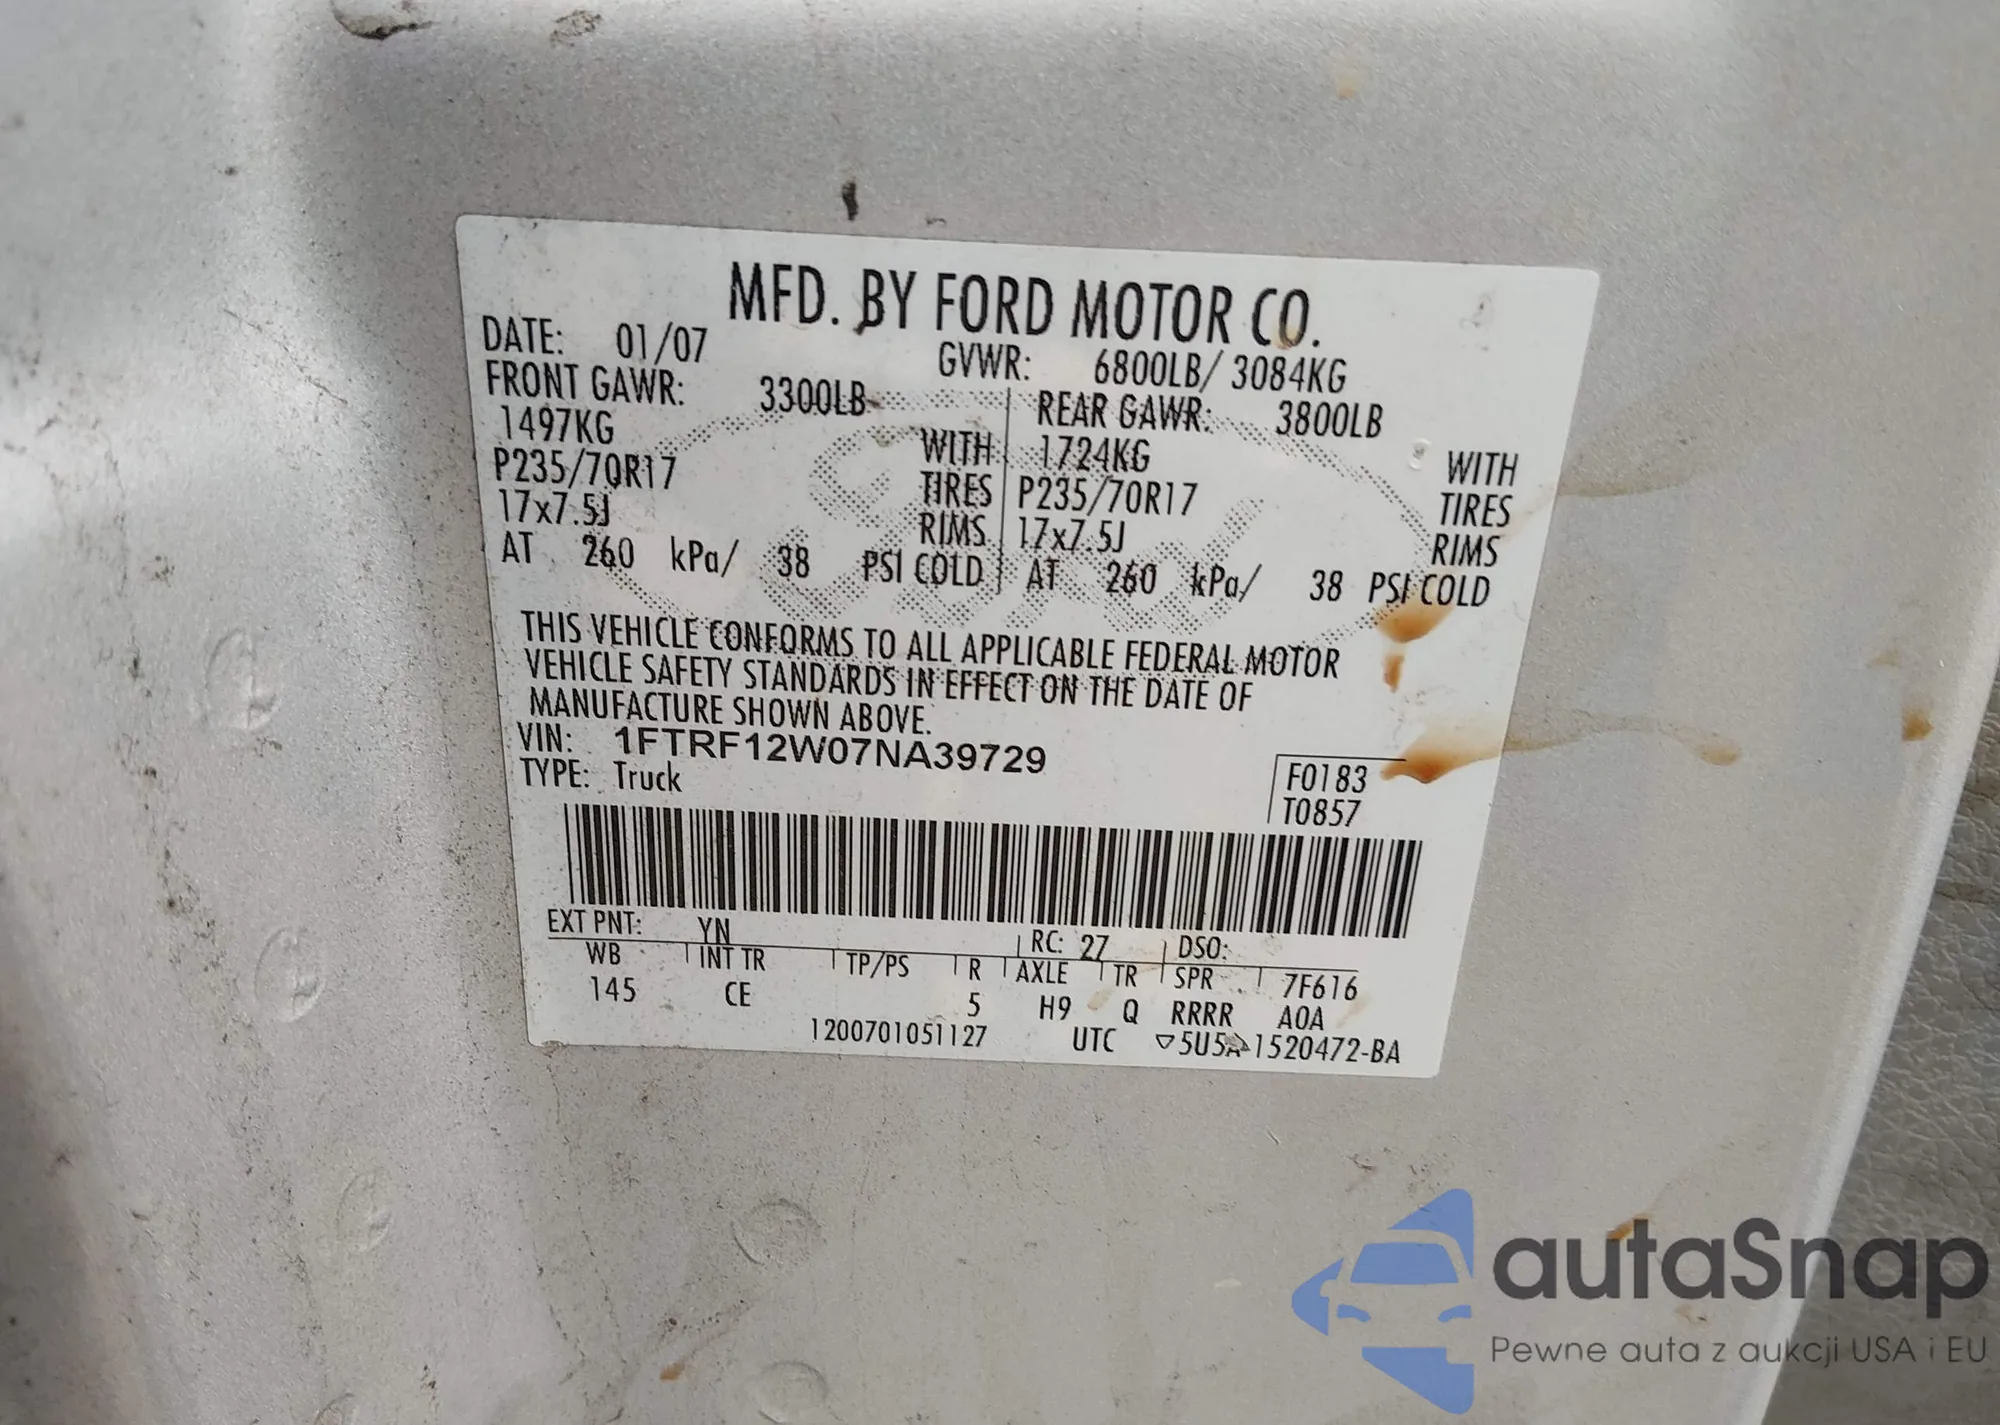 MFD. BY FORD MOTOR CO.
DATE: 01/07 GVWR: 6800LB/ 3084KG
FRONT GAWR: 3300LB REAR GAWR: 3800LB
1497KG WITH 1724KG WITH
P235/70R17 TIRES P235/70R17 TIRES
17x7.5J RIMS 17x7.5J RIMS
AT 260 kPa/ 38 PSI COLD AT 260 kPa/ 38 PSI COLD
THIS VEHICLE CONFORMS TO ALL APPLICABLE FEDERAL MOTOR
VEHICLE SAFETY STANDARDS IN EFFECT ON THE DATE OF
MANUFACTURE SHOWN ABOVE.
VIN: 1FTRF12W07NA39729
TYPE: Truck F0183
T0857
EXT PNT: YN RC: 27 DSO:
WB INT TR TP/PS R AXLE TR SPR 7F616
145 CE 5 H9 Q RRRR A0A
1200701051127 UTC ▽5U5A-1520472-BA
Ford
autaSnap
Pewne auta z aukcji USA i EU